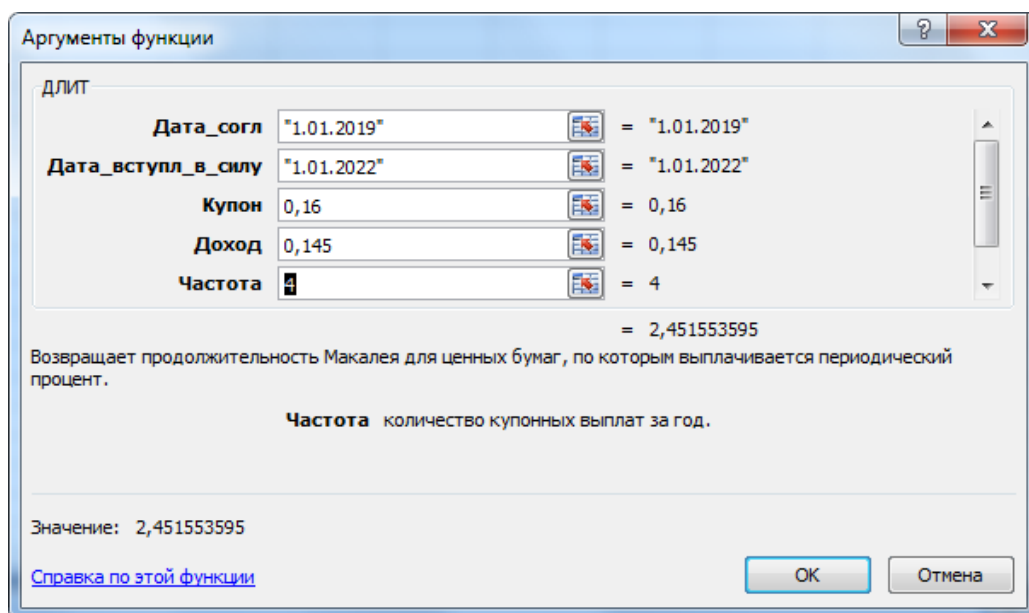 Аргументы функции
ДЛИТ
Дата_согл "1.01.2019" = "1.01.2019"
Дата_вступл_в_силу "1.01.2022" = "1.01.2022"
Купон 0,16 = 0,16
Доход 0,145 = 0,145
Частота 4 = 4
= 2,451553595
Возвращает продолжительность Макалея для ценных бумаг, по которым выплачивается периодический
процент.
Частота количество купонных выплат за год.
Значение: 2,451553595
Справка по этой функции
ОК
Отмена